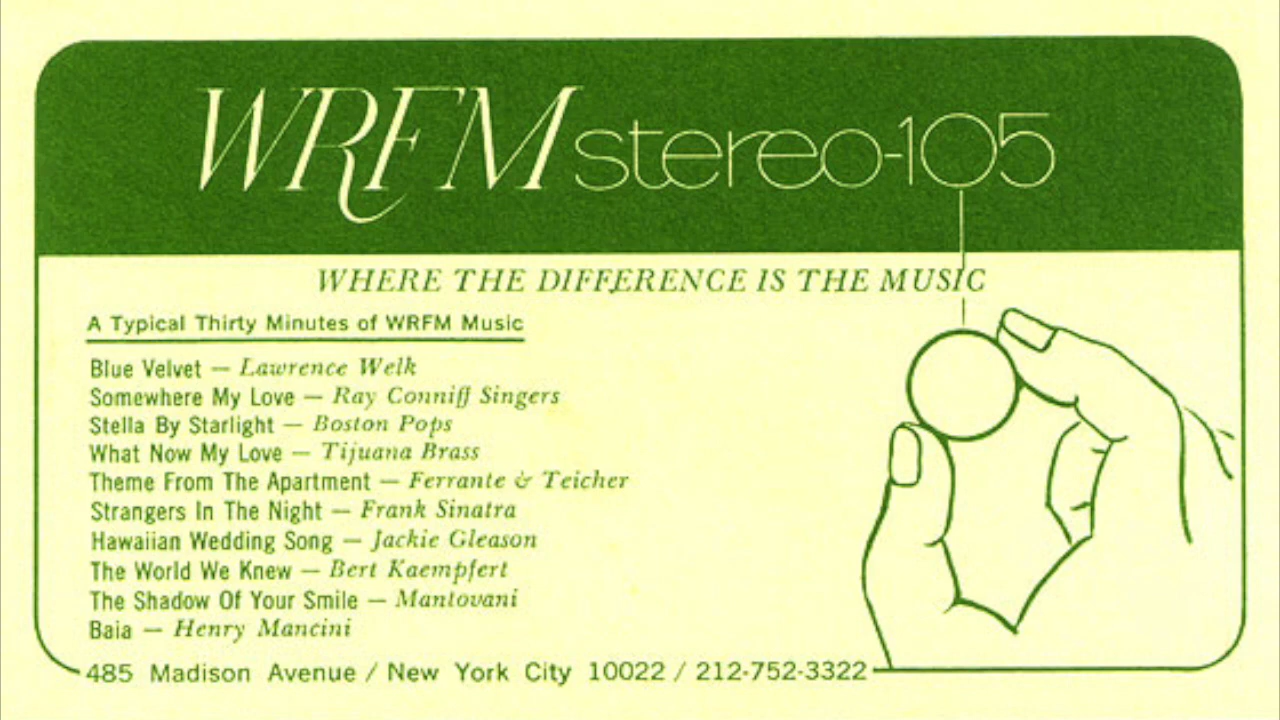 WRFM stereo-105
WHERE THE DIFFERENCE IS THE MUSIC
A Typical Thirty Minutes of WRFM Music
Blue Velvet — Lawrence Welk
Somewhere My Love — Ray Conniff Singers
Stella By Starlight — Boston Pops
What Now My Love — Tijuana Brass
Theme From The Apartment — Ferrante & Teicher
Strangers In The Night — Frank Sinatra
Hawaiian Wedding Song — Jackie Gleason
The World We Knew — Bert Kaempfert
The Shadow Of Your Smile — Mantovani
Baia — Henry Mancini
485 Madison Avenue / New York City 10022 / 212-752-3322